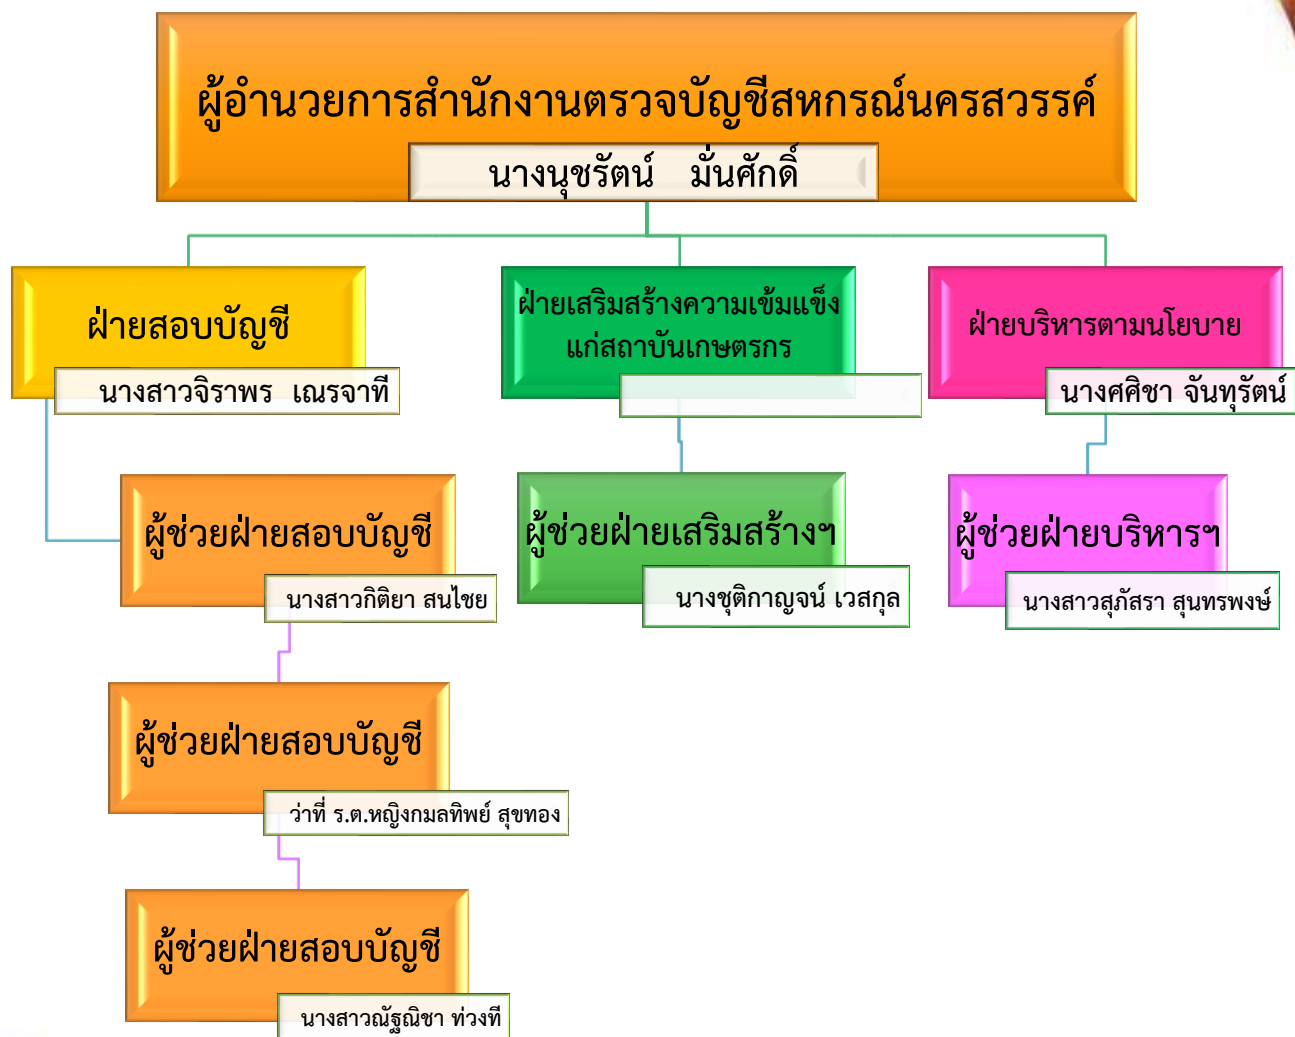 ผู้อำนวยการสำนักงานตรวจบัญชีสหกรณ์นครสวรรค์
นางนุชรัตน์ มั่นศักดิ์
ฝ่ายสอบบัญชี
นางสาวจิราพร เณรจาที
ฝ่ายเสริมสร้างความเข้มแข็ง
แก่สถาบันเกษตรกร
ฝ่ายบริหารตามนโยบาย
นางศศิชา จันทุรัตน์
ผู้ช่วยฝ่ายสอบบัญชี
นางสาวกิติยา สนไชย
ผู้ช่วยฝ่ายเสริมสร้างฯ
นางชุติกาญจน์ เวสกุล
ผู้ช่วยฝ่ายบริหารฯ
นางสาวสุภัสรา สุนทรพงษ์
ผู้ช่วยฝ่ายสอบบัญชี
ว่าที่ ร.ต.หญิงกมลทิพย์ สุขทอง
ผู้ช่วยฝ่ายสอบบัญชี
นางสาวณัฐณิชา ท่วงที